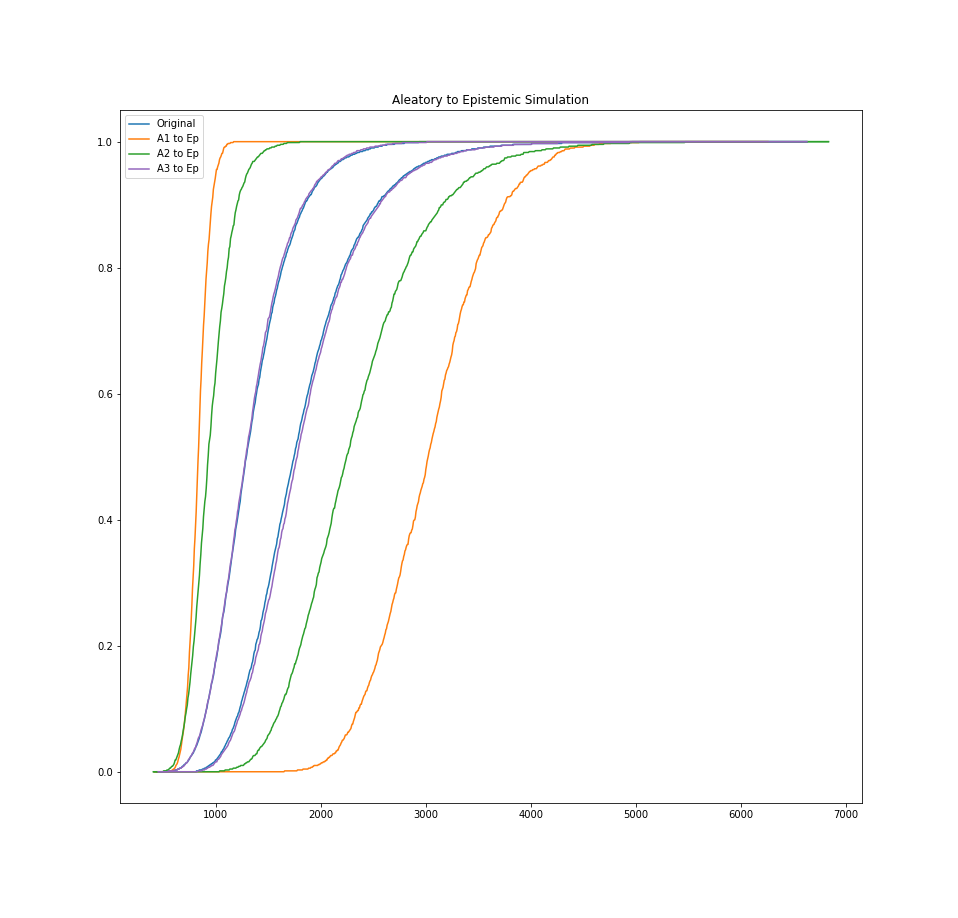 Aleatory to Epistemic Simulation
Original
A1 to Ep
A2 to Ep
A3 to Ep
1.0
0.8
0.6
0.4
0.2
0.0
1000 2000 3000 4000 5000 6000 7000